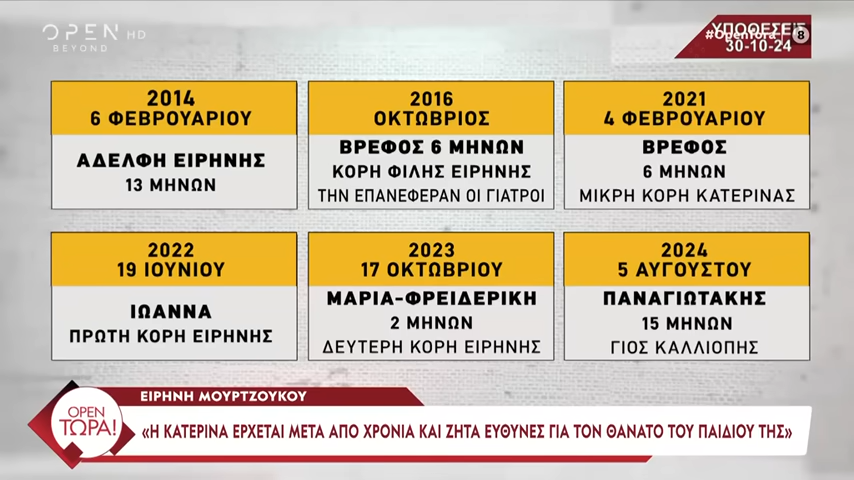 OPEN HD
BEYOND
ΥΠΟΘΕΣΕΙΣ
#Openfora 8
30-10-24
2014
6 ΦΕΒΡΟΥΑΡΙΟΥ
ΑΔΕΛΦΗ ΕΙΡΗΝΗΣ
13 ΜΗΝΩΝ
2016
ΟΚΤΩΒΡΙΟΣ
ΒΡΕΦΟΣ 6 ΜΗΝΩΝ
ΚΟΡΗ ΦΙΛΗΣ ΕΙΡΗΝΗΣ
ΤΗΝ ΕΠΑΝΕΦΕΡΑΝ ΟΙ ΓΙΑΤΡΟΙ
2021
4 ΦΕΒΡΟΥΑΡΙΟΥ
ΒΡΕΦΟΣ
6 ΜΗΝΩΝ
ΜΙΚΡΗ ΚΟΡΗ ΚΑΤΕΡΙΝΑΣ
2022
19 ΙΟΥΝΙΟΥ
ΙΩΑΝΝΑ
ΠΡΩΤΗ ΚΟΡΗ ΕΙΡΗΝΗΣ
2023
17 ΟΚΤΩΒΡΙΟΥ
ΜΑΡΙΑ-ΦΡΕΙΔΕΡΙΚΗ
2 ΜΗΝΩΝ
ΔΕΥΤΕΡΗ ΚΟΡΗ ΕΙΡΗΝΗΣ
2024
5 ΑΥΓΟΥΣΤΟΥ
ΠΑΝΑΓΙΩΤΑΚΗΣ
15 ΜΗΝΩΝ
ΓΙΟΣ ΚΑΛΛΙΟΠΗΣ
ΕΙΡΗΝΗ ΜΟΥΡΤΖΟΥΚΟΥ
OPEN
ΤΩΡΑ!
«Η ΚΑΤΕΡΙΝΑ ΕΡΧΕΤΑΙ ΜΕΤΑ ΑΠΟ ΧΡΟΝΙΑ ΚΑΙ ΖΗΤΑ ΕΥΘΥΝΕΣ ΓΙΑ ΤΟΝ ΘΑΝΑΤΟ ΤΟΥ ΠΑΙΔΙΟΥ ΤΗΣ»